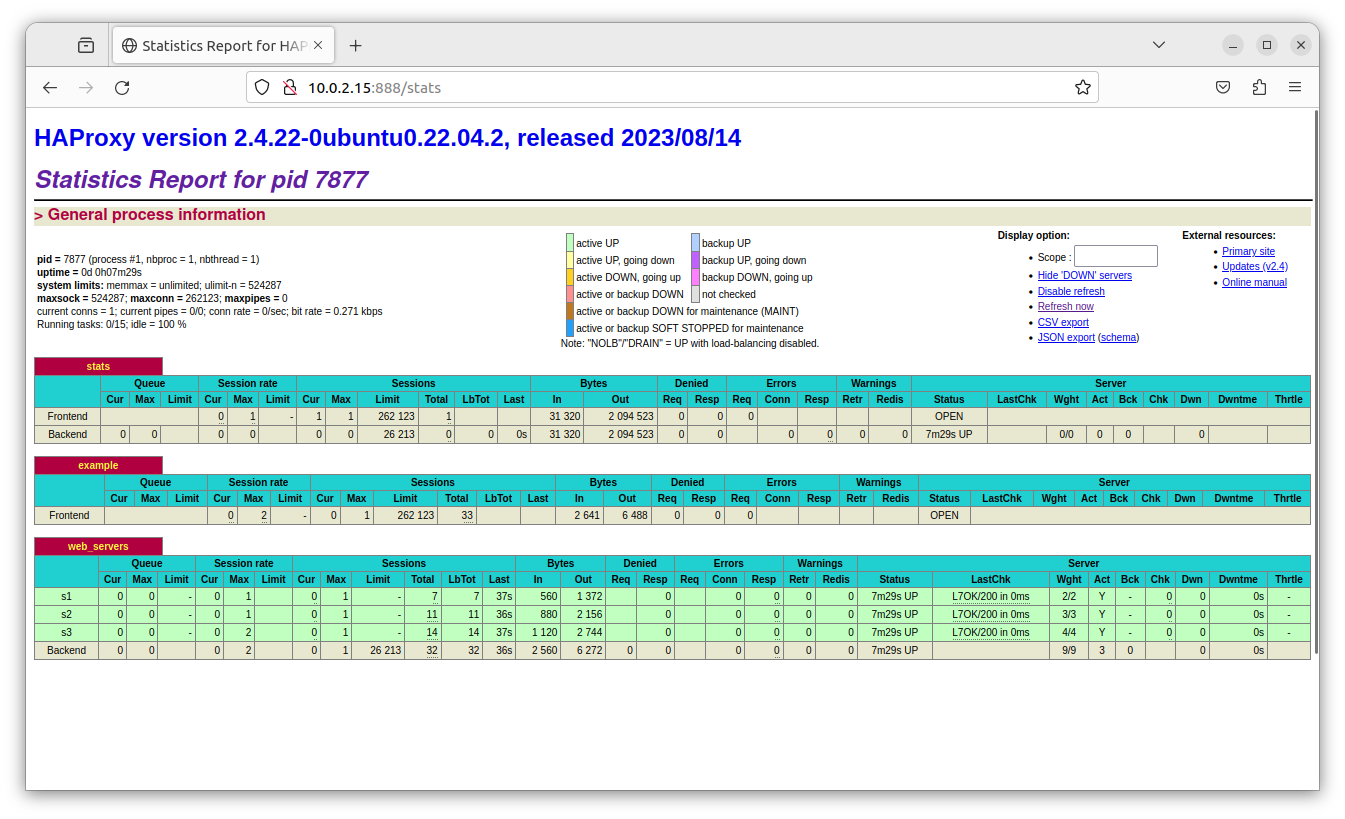 Statistics Report for HAP
10.0.2.15:888/stats
HAProxy version 2.4.22-0ubuntu0.22.04.2, released 2023/08/14
Statistics Report for pid 7877
> General process information
pid = 7877 (process #1, nbproc = 1, nbthread = 1)
uptime = 0d 0h07m29s
system limits: memmax = unlimited; ulimit-n = 524287
maxsock = 524287; maxconn = 262123; maxpipes = 0
current conns = 1; current pipes = 0/0; conn rate = 0/sec; bit rate = 0.271 kbps
Running tasks: 0/15; idle = 100 %
active UP backup UP
active UP, going down backup UP, going down
active DOWN, going up backup DOWN, going up
active or backup DOWN not checked
active or backup DOWN for maintenance (MAINT)
active or backup SOFT STOPPED for maintenance
Note: "NOLB"/"DRAIN" = UP with load-balancing disabled.
Display option:
Scope :
Hide 'DOWN' servers
Disable refresh
Refresh now
CSV export
JSON export (schema)
External resources:
Primary site
Updates (v2.4)
Online manual
stats
Queue Session rate Sessions Bytes Denied Errors Warnings Server
Cur Max Limit Cur Max Limit Cur Max Limit Total LbTot Last In Out Req Resp Req Conn Resp Retr Redis Status LastChk Wght Act Bck Chk Dwn Dwntme Thrtle
Frontend 0 1 - 1 1 262 123 1 31 320 2 094 523 0 0 0 OPEN
Backend 0 0 0 0 0 0 26 213 0 0 0s 31 320 2 094 523 0 0 0 0 0 0 7m29s UP 0/0 0 0 0
example
Queue Session rate Sessions Bytes Denied Errors Warnings Server
Cur Max Limit Cur Max Limit Cur Max Limit Total LbTot Last In Out Req Resp Req Conn Resp Retr Redis Status LastChk Wght Act Bck Chk Dwn Dwntme Thrtle
Frontend 0 2 - 0 1 262 123 33 2 641 6 488 0 0 0 OPEN
web_servers
Queue Session rate Sessions Bytes Denied Errors Warnings Server
Cur Max Limit Cur Max Limit Cur Max Limit Total LbTot Last In Out Req Resp Req Conn Resp Retr Redis Status LastChk Wght Act Bck Chk Dwn Dwntme Thrtle
s1 0 0 - 0 1 0 1 - 7 7 37s 560 1 372 0 0 0 0 0 7m29s UP L7OK/200 in 0ms 2/2 Y - 0 0 0s -
s2 0 0 - 0 1 0 1 - 11 11 36s 880 2 156 0 0 0 0 0 7m29s UP L7OK/200 in 0ms 3/3 Y - 0 0 0s -
s3 0 0 - 0 2 0 1 - 14 14 37s 1 120 2 744 0 0 0 0 0 7m29s UP L7OK/200 in 0ms 4/4 Y - 0 0 0s -
Backend 0 0 0 2 0 1 26 213 32 32 36s 2 560 6 272 0 0 0 0 0 0 7m29s UP 9/9 3 0 0 0s